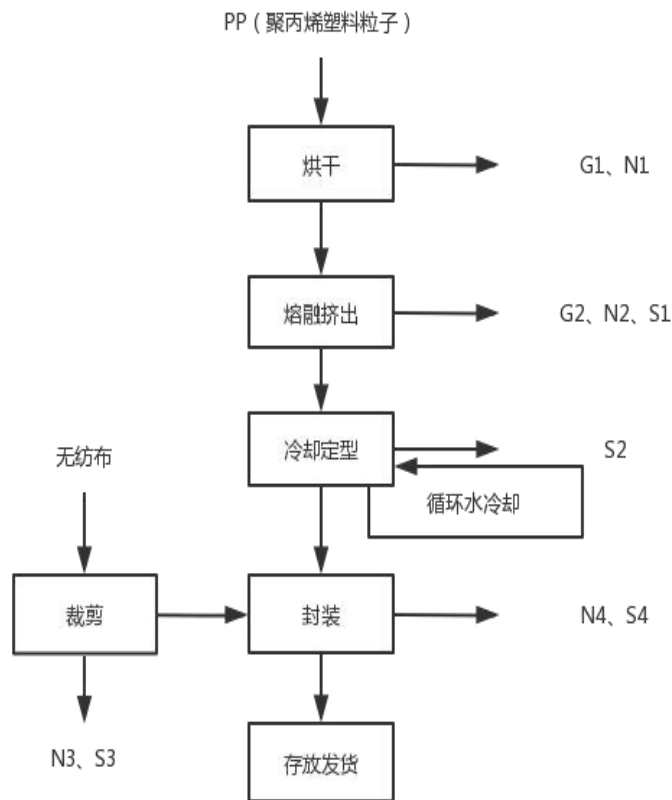 PP（聚丙烯塑料粒子）
烘干
G1、N1
熔融挤出
G2、N2、S1
冷却定型
S2
无纺布
循环水冷却
裁剪
封装
N4、S4
N3、S3
存放发货